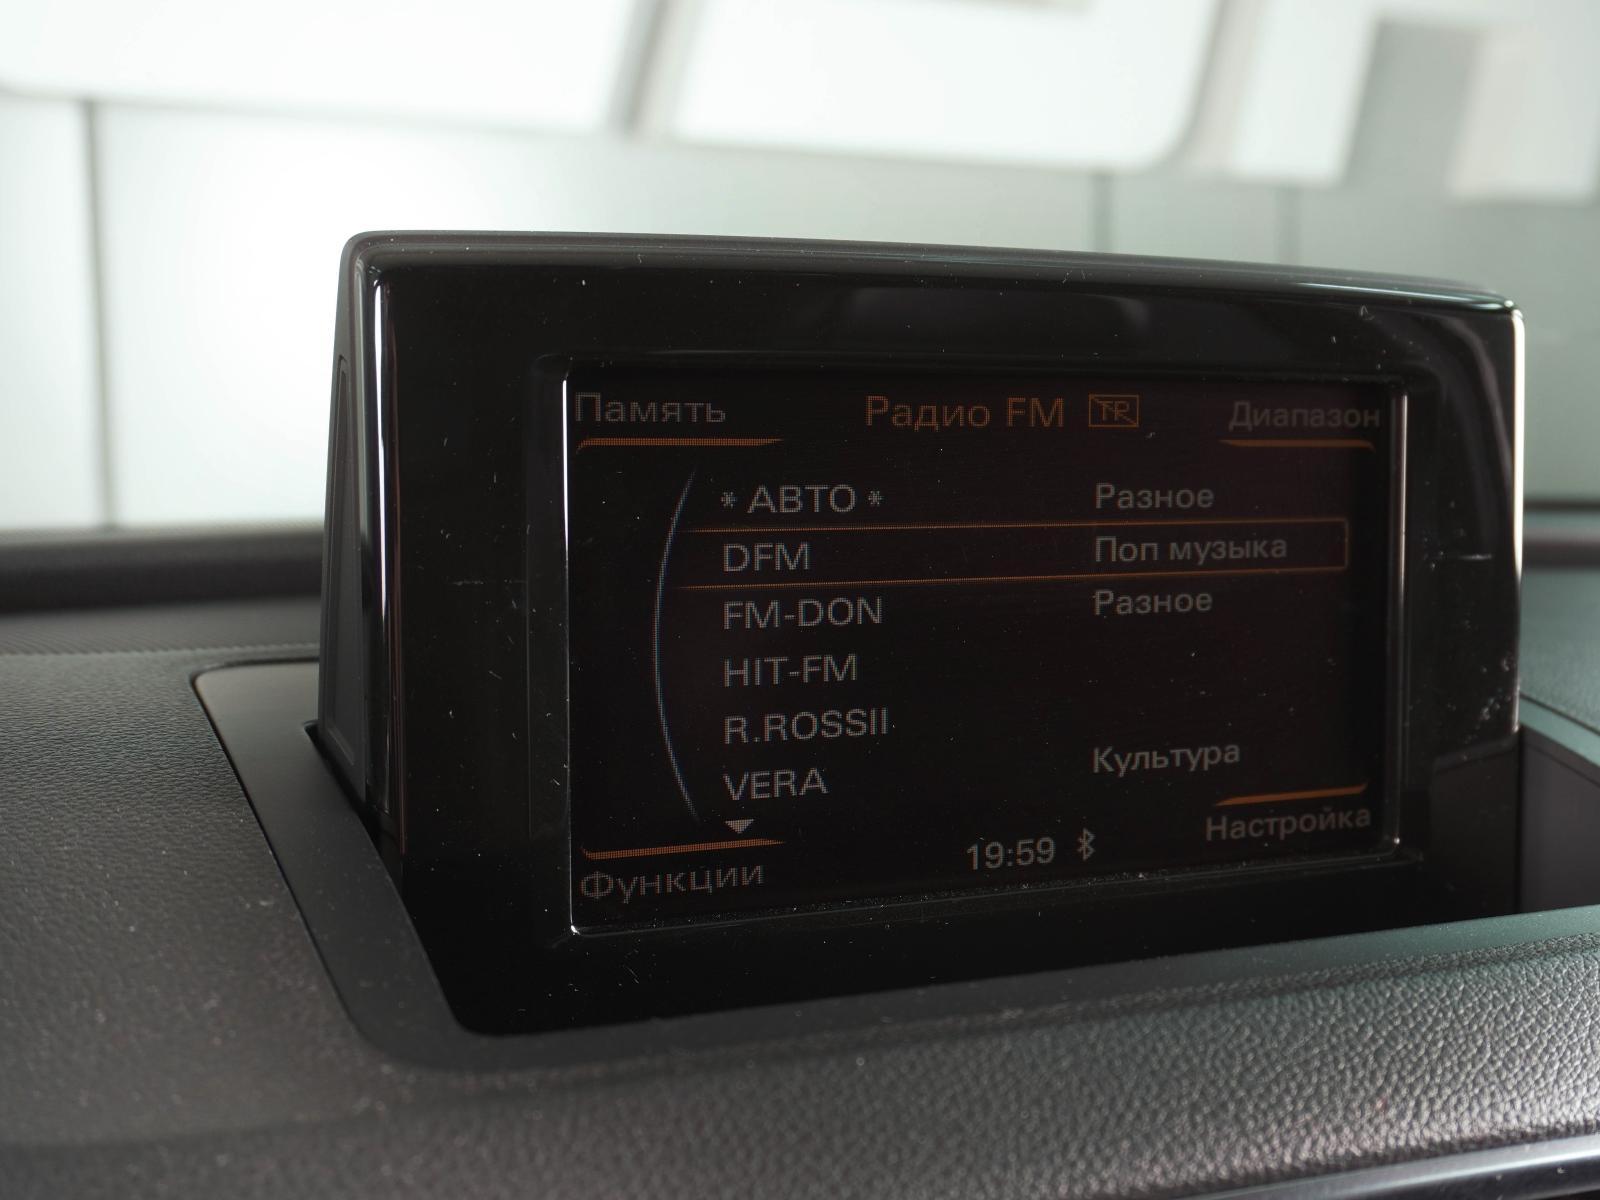 Память Радио FM TP Диапазон
* АВТО * Разное
DFM Поп музыка
FM-DON Разное
HIT-FM
R.ROSSII
VERA Культура
Функции 19:59 Настройка